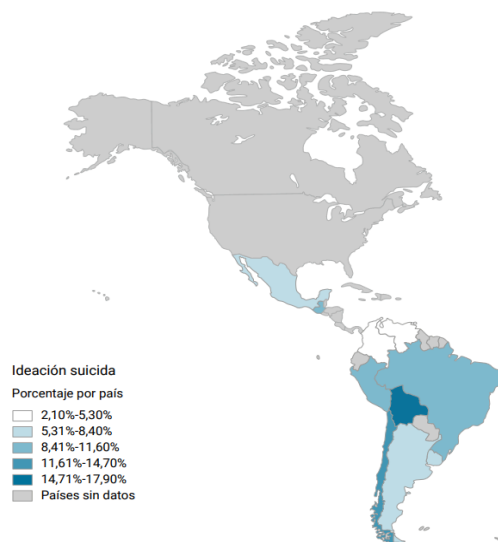 Ideación suicida
Porcentaje por país
2,10%-5,30%
5,31%-8,40%
8,41%-11,60%
11,61%-14,70%
14,71%-17,90%
Países sin datos